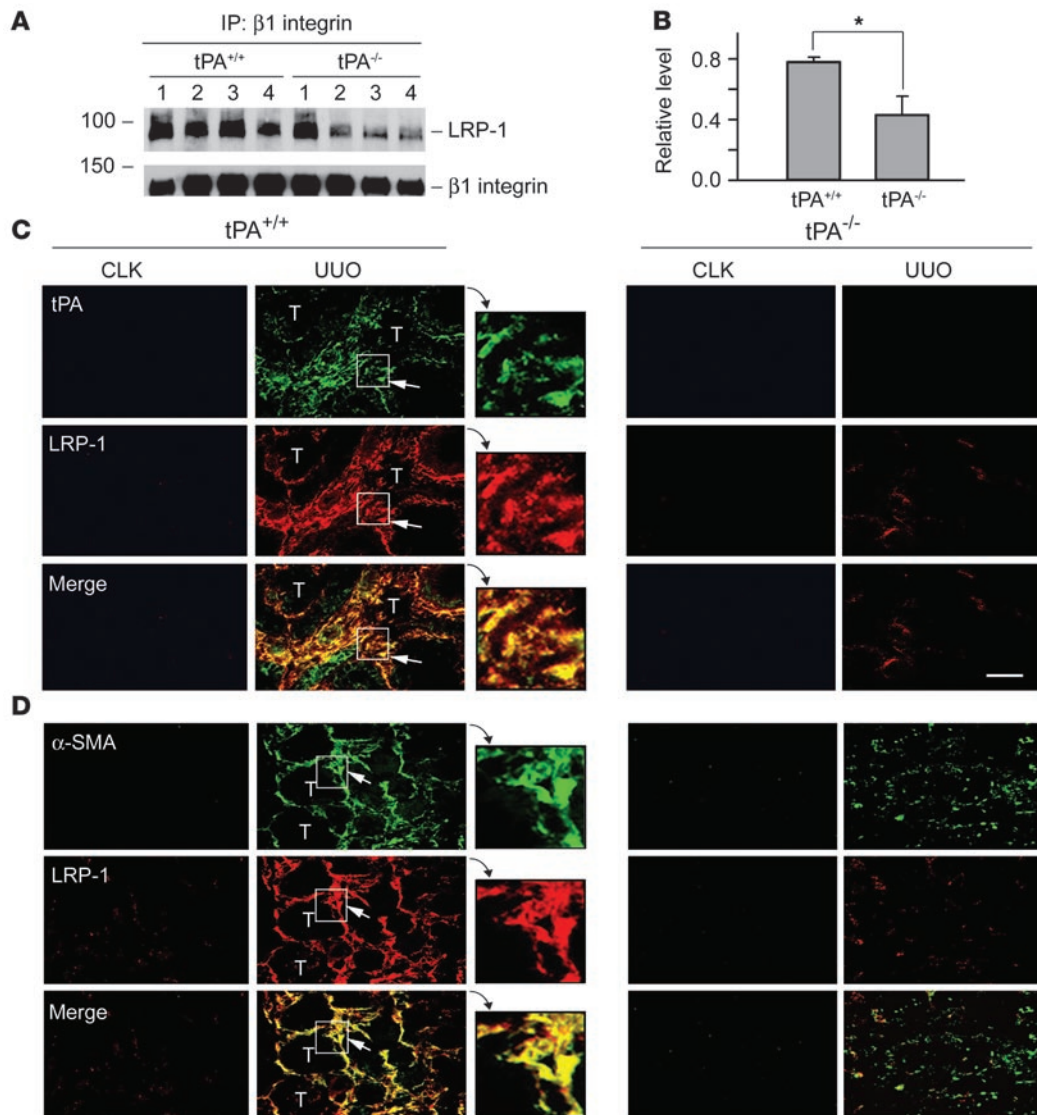 A
IP: β1 integrin
tPA+/+ tPA-/-
1 2 3 4 1 2 3 4
100 –
– LRP-1
150 –
– β1 integrin
B
*
Relative level
0.8
0.4
0.0
tPA+/+ tPA-/-
C
tPA+/+ tPA-/-
CLK UUO CLK UUO
tPA
T T
LRP-1
T T
Merge
T T
D
α-SMA
T
T
LRP-1
T
T
Merge
T
T